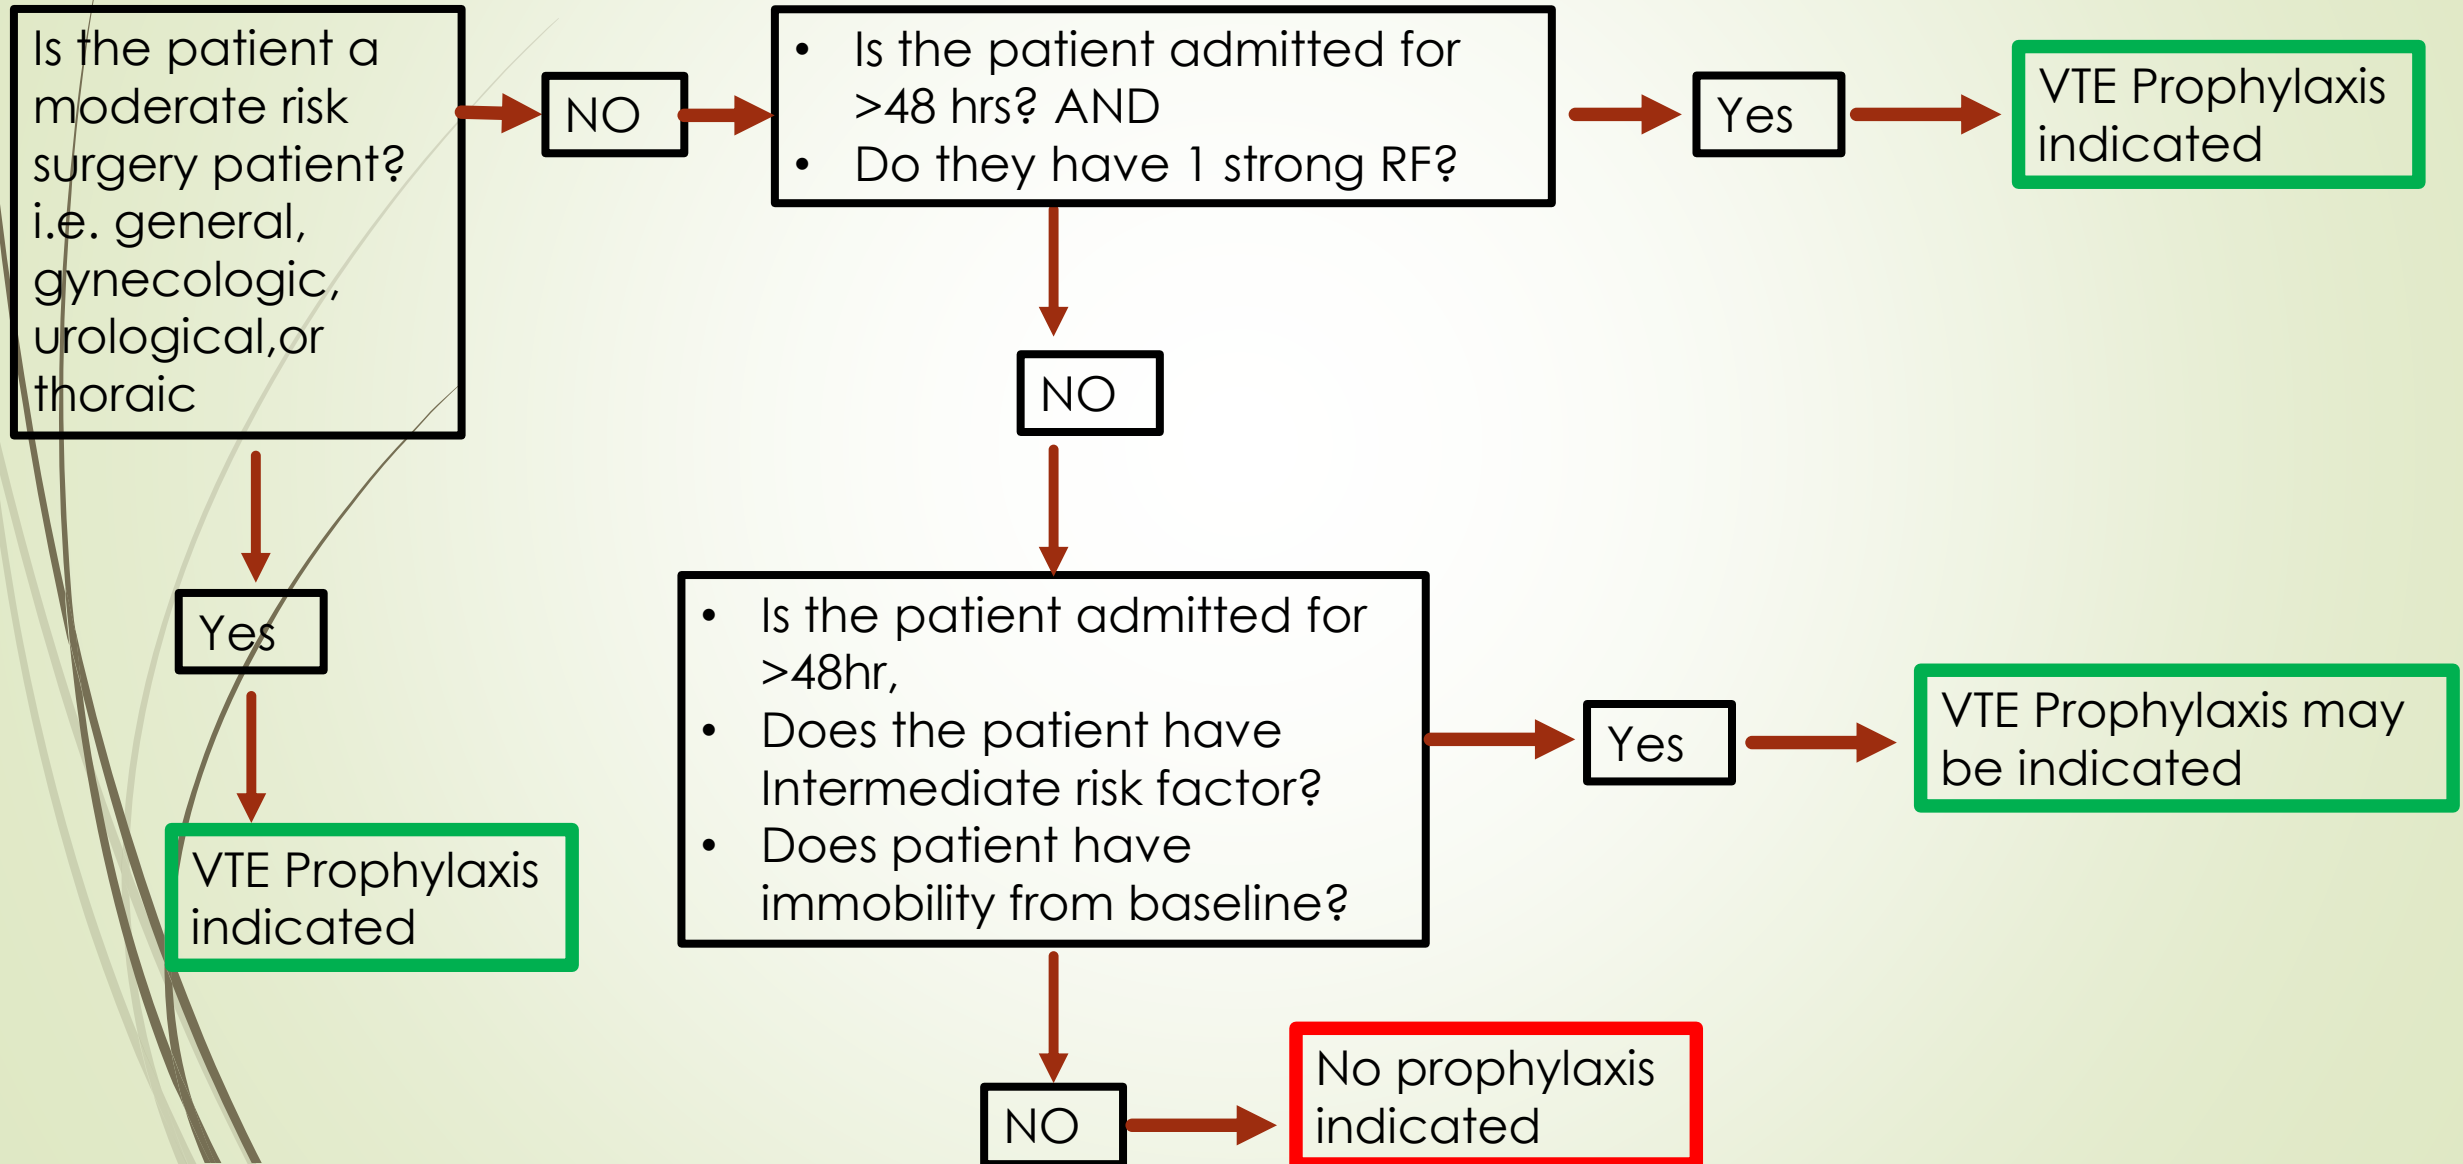 Is the patient a
moderate risk
surgery patient?
i.e. general,
gynecologic,
urological,or
thoraic
NO
• Is the patient admitted for
>48 hrs? AND
• Do they have 1 strong RF?
Yes
VTE Prophylaxis
indicated
NO
Yes
VTE Prophylaxis
indicated
• Is the patient admitted for
>48hr,
• Does the patient have
Intermediate risk factor?
• Does patient have
immobility from baseline?
Yes
VTE Prophylaxis may
be indicated
NO
No prophylaxis
indicated